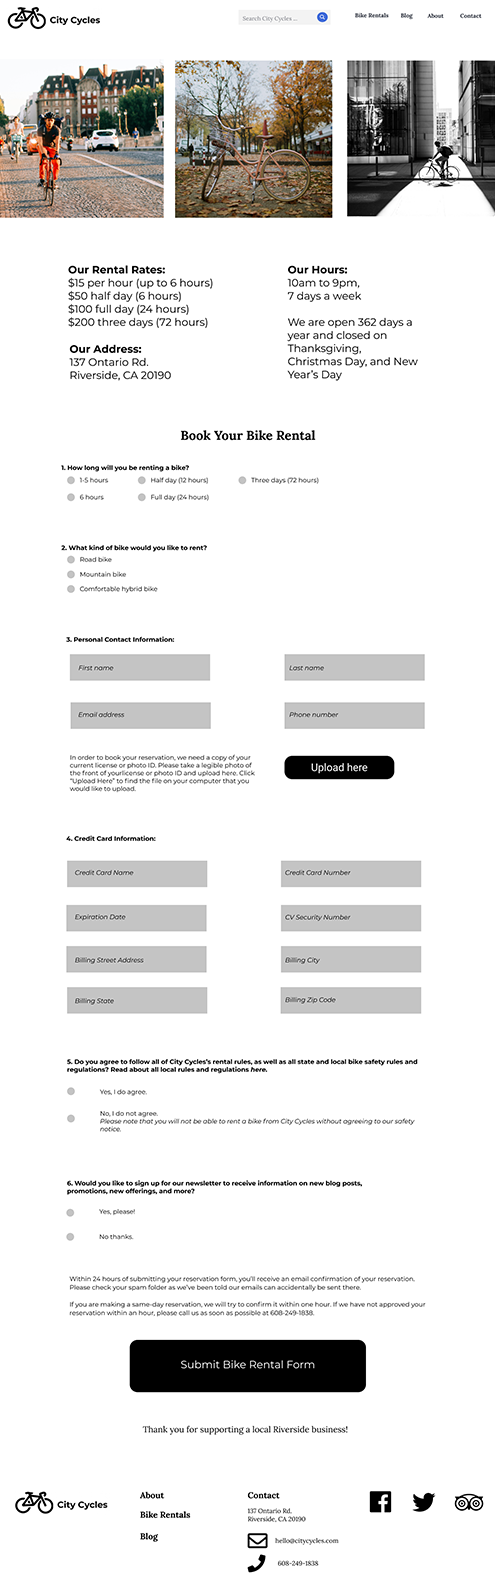 City Cycles
Search City Cycles ...
Bike Rentals
Blog
About
Contact
Our Rental Rates:
$15 per hour (up to 6 hours)
$50 half day (6 hours)
$100 full day (24 hours)
$200 three days (72 hours)
Our Address:
137 Ontario Rd.
Riverside, CA 20190
Our Hours:
10am to 9pm,
7 days a week
We are open 362 days a
year and closed on
Thanksgiving,
Christmas Day, and New
Year's Day
Book Your Bike Rental
1. How long will you be renting a bike?
1-5 hours
Half day (12 hours)
Three days (72 hours)
6 hours
Full day (24 hours)
2. What kind of bike would you like to rent?
Road bike
Mountain bike
Comfortable hybrid bike
3. Personal Contact Information:
First name
Last name
Email address
Phone number
In order to book your reservation, we need a copy of your
current license or photo ID. Please take a legible photo of
the front of yourlicense or photo ID and upload here. Click
"Upload Here" to find the file on your computer that you
would like to upload.
Upload here
4. Credit Card Information:
Credit Card Name
Credit Card Number
Expiration Date
CV Security Number
Billing Street Address
Billing City
Billing State
Billing Zip Code
5. Do you agree to follow all of City Cycles's rental rules, as well as all state and local bike safety rules and
regulations? Read about all local rules and regulations here.
Yes, I do agree.
No, I do not agree.
Please note that you will not be able to rent a bike from City Cycles without agreeing to our safety
notice.
6. Would you like to sign up for our newsletter to receive information on new blog posts,
promotions, new offerings, and more?
Yes, please!
No thanks.
Within 24 hours of submitting your reservation form, you'll receive an email confirmation of your reservation.
Please check your spam folder as we've been told our emails can accidentally be sent there.
If you are making a same-day reservation, we will try to confirm it within one hour. If we have not approved your
reservation within an hour, please call us as soon as possible at 608-249-1838.
Submit Bike Rental Form
Thank you for supporting a local Riverside business!
City Cycles
About
Bike Rentals
Blog
Contact
137 Ontario Rd.
Riverside, CA 20190
hello@citycycles.com
608-249-1838